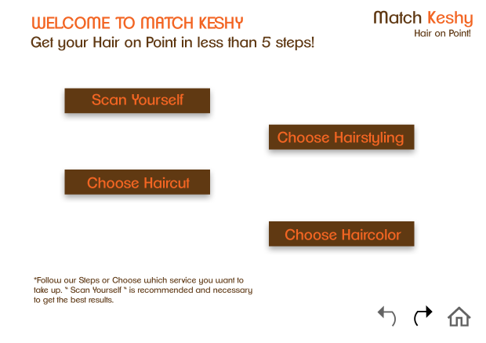 WELCOME TO MATCH KESHY
Get your Hair on Point in less than 5 steps!
Match Keshy
Hair on Point!
Scan Yourself
Choose Hairstyling
Choose Haircut
Choose Haircolor
*Follow our Steps or Choose which service you want to
take up. " Scan Yourself " is recommended and necessary
to get the best results.